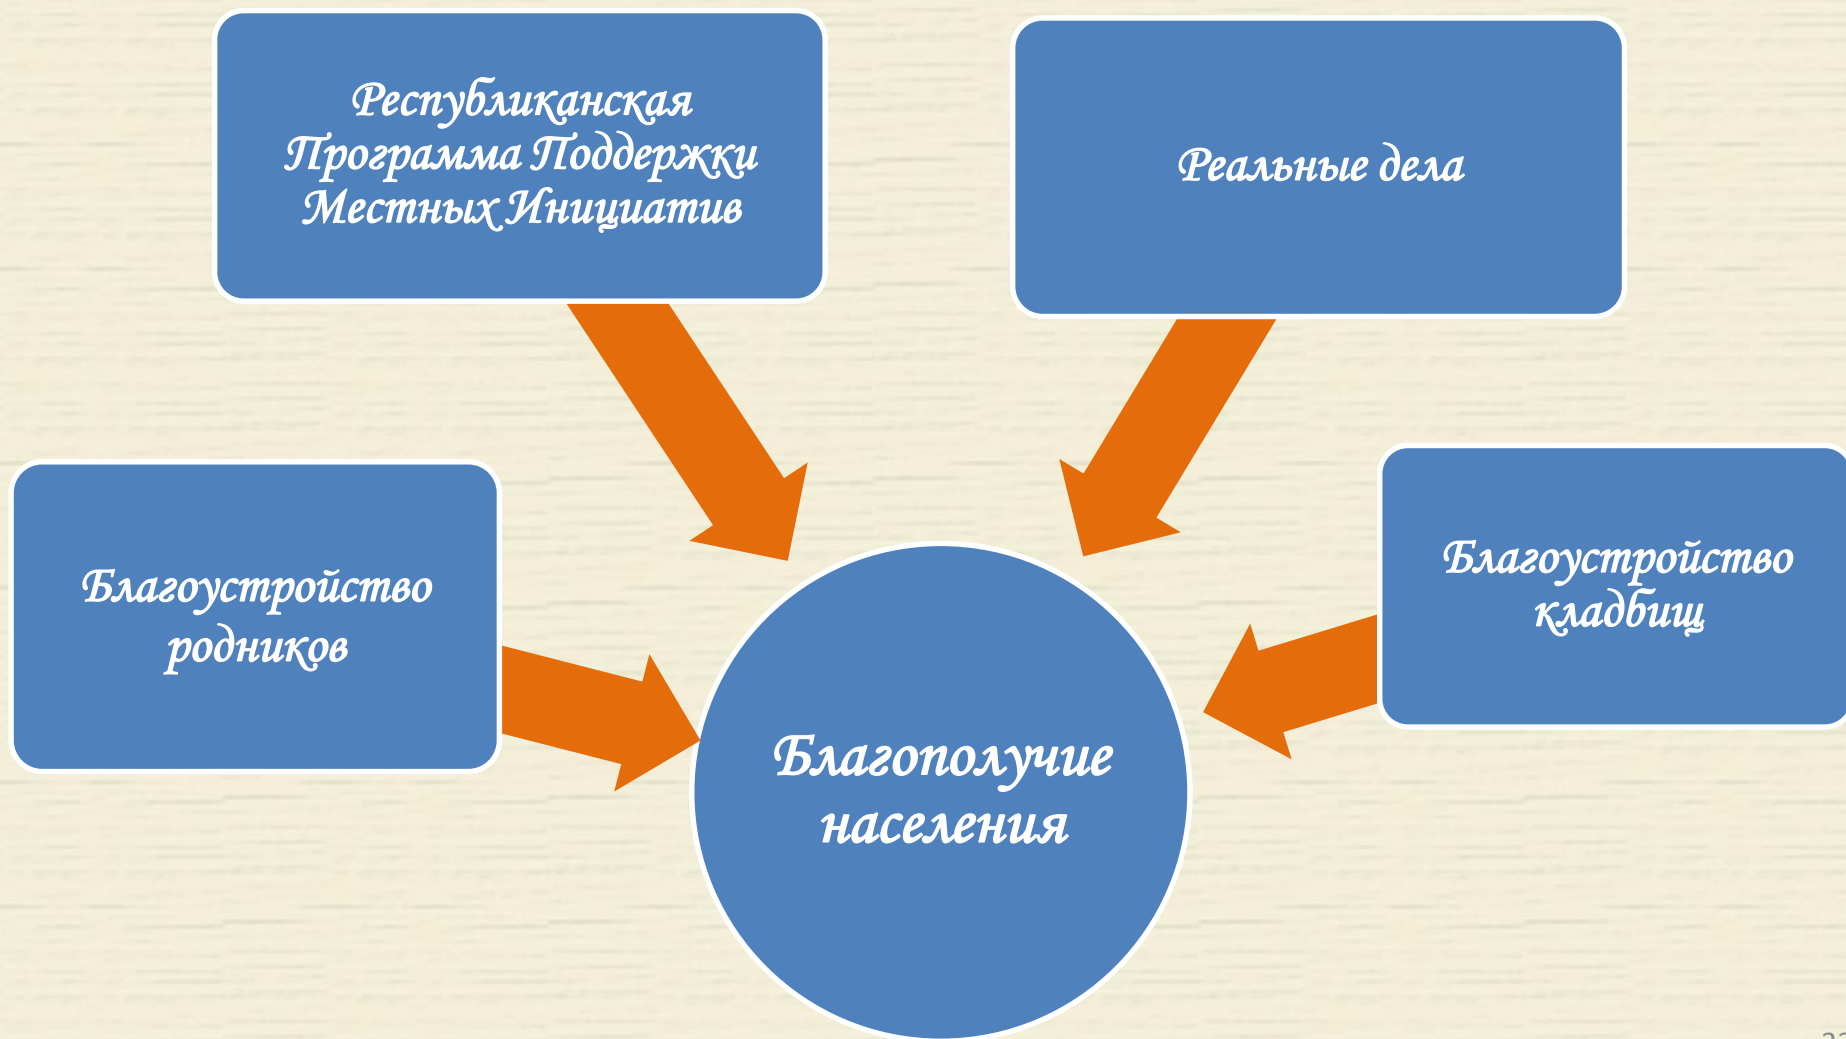 Республиканская
Программа Поддержки
Местных Инициатив
Реальные дела
Благоустройство
родников
Благоустройство
кладбищ
Благополучие
населения